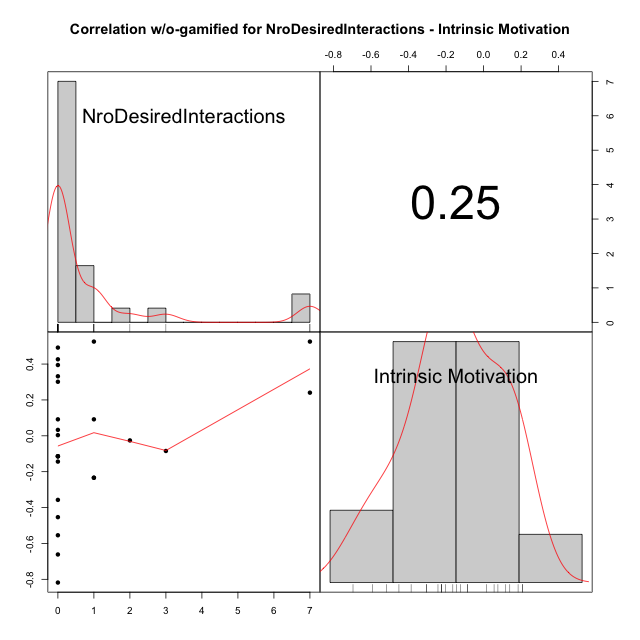 Correlation w/o-gamified for NroDesiredInteractions - Intrinsic Motivation
-0.8 -0.6 -0.4 -0.2 0.0 0.2 0.4
NroDesiredInteractions
0.25
0 1 2 3 4 5 6 7
Intrinsic Motivation
-0.8 -0.6 -0.4 -0.2 0.0 0.2 0.4
0 1 2 3 4 5 6 7